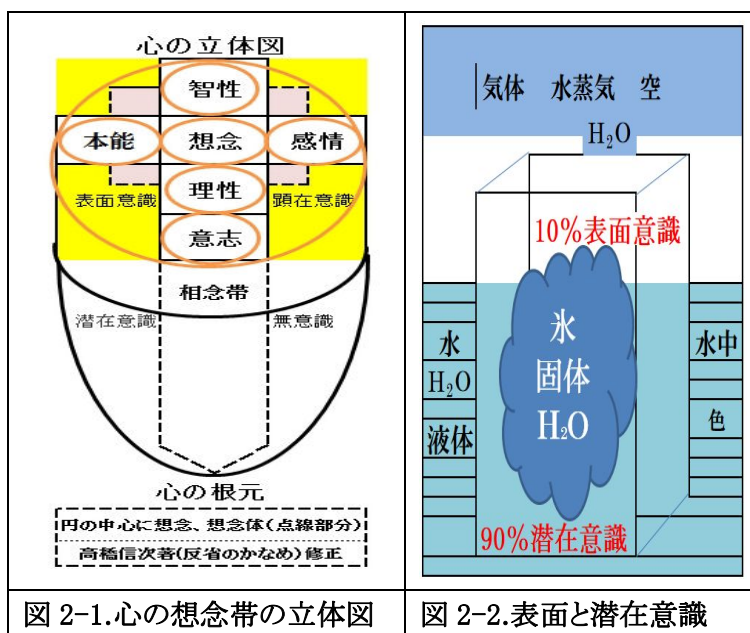 心の立体図
智性
本能
想念
感情
理性
表面意識
顕在意識
意志
相念帯
潜在意識
無意識
心の根元
円の中心に想念、想念体(点線部分)
高橋信次著(反省のかなめ)修正
図 2-1.心の想念帯の立体図
気体 水蒸気 空
H₂O
10%表面意識
氷
固体
H₂O
水
H₂O
液体
水中
色
90%潜在意識
図 2-2.表面と潜在意識